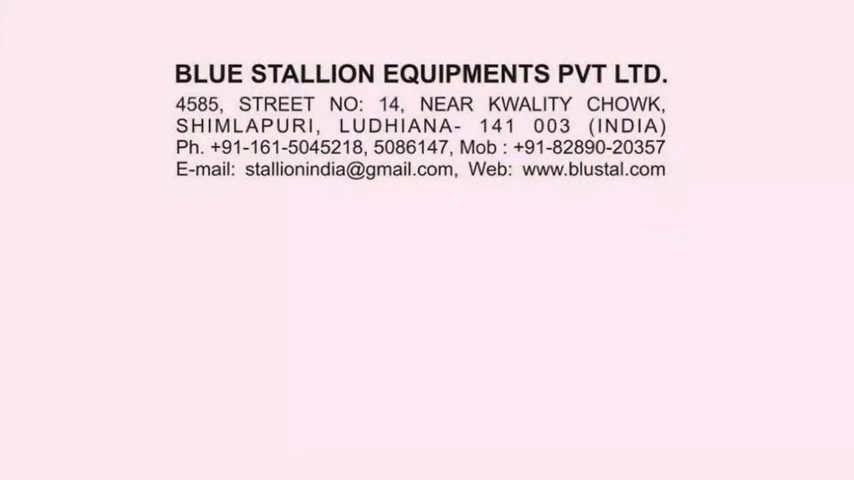 BLUE STALLION EQUIPMENTS PVT LTD.
4585, STREET NO: 14, NEAR KWALITY CHOWK,
SHIMLAPURI, LUDHIANA- 141 003 (INDIA)
Ph. +91-161-5045218, 5086147, Mob : +91-82890-20357
E-mail: stallionindia@gmail.com, Web: www.blustal.com